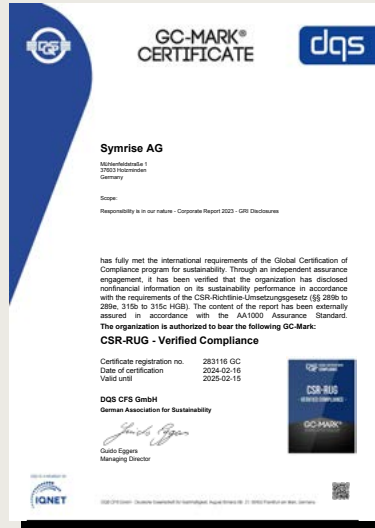 DQS
GC-MARK®
CERTIFICATE
dqs
Symrise AG
Mühlenfeldstraße 1
37603 Holzminden
Germany
Scope:
Responsibility is in our nature - Corporate Report 2023 - GRI Disclosures
has fully met the international requirements of the Global Certification of
Compliance program for sustainability. Through an independent assurance
engagement, it has been verified that the organization has disclosed
nonfinancial information on its sustainability performance in accordance
with the requirements of the CSR-Richtlinie-Umsetzungsgesetz (§§ 289b to
289e, 315b to 315c HGB). The content of the report has been externally
assured in accordance with the AA1000 Assurance Standard.
The organization is authorized to bear the following GC-Mark:
CSR-RUG - Verified Compliance
Certificate registration no. 283116 GC
Date of certification 2024-02-16
Valid until 2025-02-15
DQS CFS GmbH
German Association for Sustainability
Guido Eggers
Guido Eggers
Managing Director
CSR-RUG
- VERIFIED COMPLIANCE -
GC-MARK®
IQNET